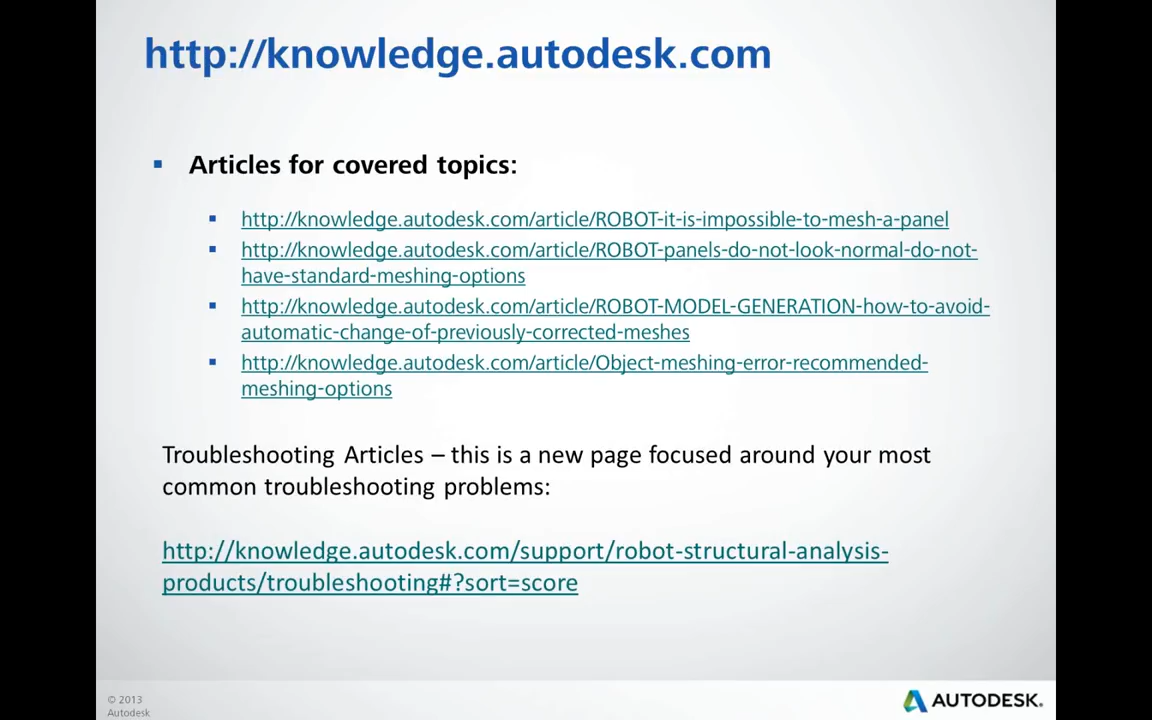 http://knowledge.autodesk.com
Articles for covered topics:
http://knowledge.autodesk.com/article/ROBOT-it-is-impossible-to-mesh-a-panel
http://knowledge.autodesk.com/article/ROBOT-panels-do-not-look-normal-do-not-
have-standard-meshing-options
http://knowledge.autodesk.com/article/ROBOT-MODEL-GENERATION-how-to-avoid-
automatic-change-of-previously-corrected-meshes
http://knowledge.autodesk.com/article/Object-meshing-error-recommended-
meshing-options
Troubleshooting Articles – this is a new page focused around your most
common troubleshooting problems:
http://knowledge.autodesk.com/support/robot-structural-analysis-
products/troubleshooting#?sort=score
© 2013
Autodesk
AUTODESK.